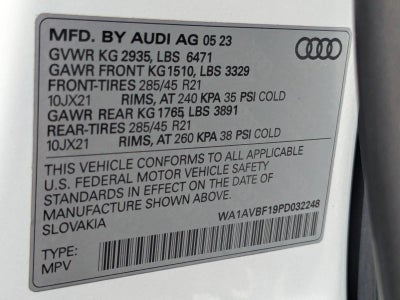 MFD. BY AUDI AG 05 23
GVWR KG 2935, LBS 6471
GAWR FRONT KG1510, LBS 3329
FRONT-TIRES 285/45 R21
10JX21 RIMS, AT 240 KPA 35 PSI COLD
GAWR REAR KG 1765, LBS 3891
REAR-TIRES 285/45 R21
10JX21 RIMS, AT 260 KPA 38 PSI COLD
THIS VEHICLE CONFORMS TO ALL APPLICABLE
U.S. FEDERAL MOTOR VEHICLE SAFETY
STANDARDS IN EFFECT ON THE DATE OF
MANUFACTURE SHOWN ABOVE.
SLOVAKIA
WA1AVBF19PD032248
TYPE:
MPV